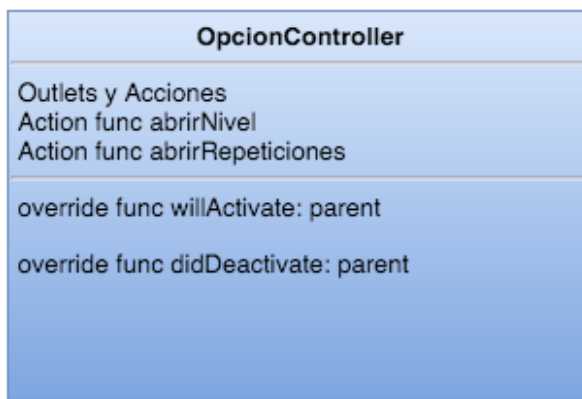 OpcionController
Outlets y Acciones
Action func abrirNivel
Action func abrirRepeticiones
override func willActivate: parent
override func didDeactivate: parent